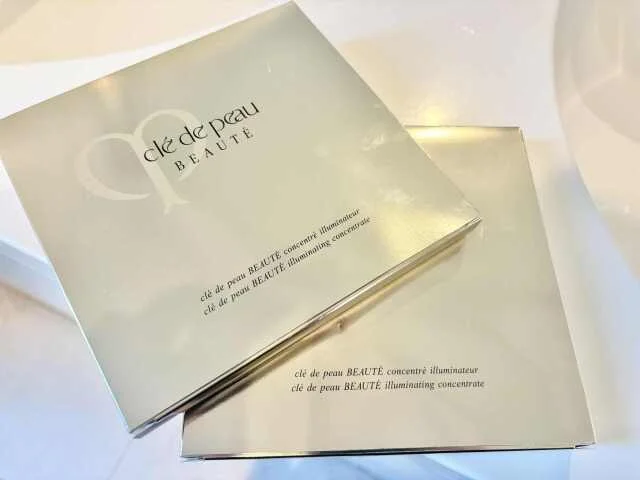 clé de peau
BEAUTÉ
clé de peau BEAUTÉ concentré illuminateur
clé de peau BEAUTÉ illuminating concentrate
clé de peau BEAUTÉ concentré illuminateur
clé de peau BEAUTÉ illuminating concentrate